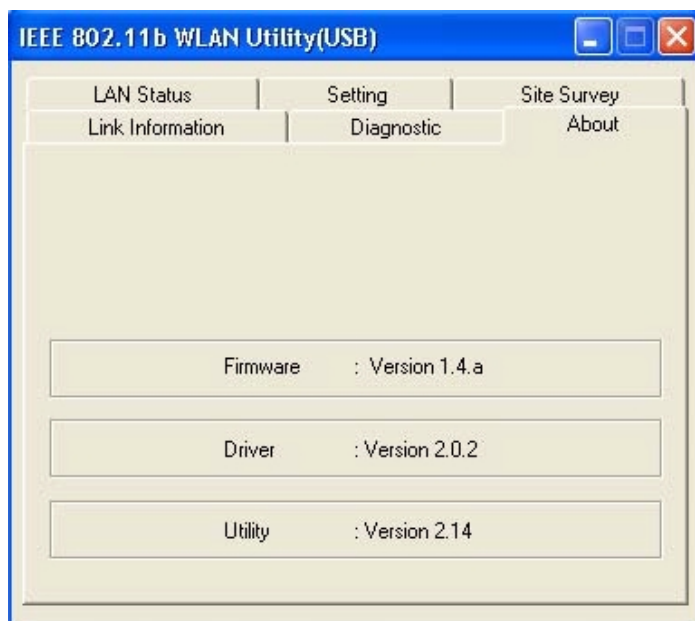 IEEE 802.11b WLAN Utility(USB)
LAN Status Setting Site Survey
Link Information Diagnostic About
Firmware : Version 1.4.a
Driver : Version 2.0.2
Utility : Version 2.14